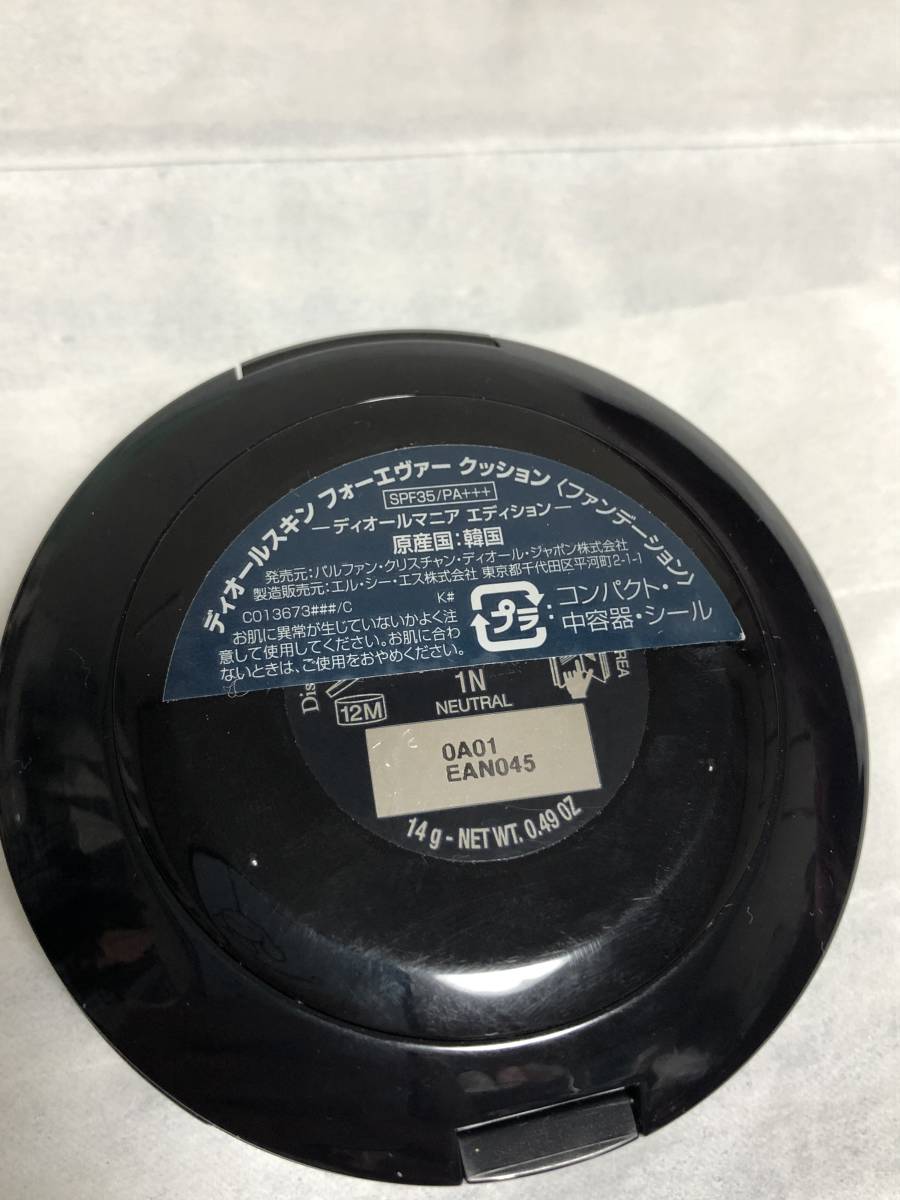 ディオールスキン フォーエヴァー クッション〈ファンデーション〉
SPF35/PA+++
ーディオールマニア エディションー
原産国:韓国
発売元:パルファン・クリスチャン・ディオール・ジャポン株式会社
製造販売元:エル・シー・エス株式会社 東京都千代田区平河町2-1-1
C013673###/C K#
お肌に異常が生じていないかよく注
意して使用してください。お肌に合わ
ないときは、ご使用をおやめください。
プラ
:コンパクト・
中容器・シール
12M
1N
NEUTRAL
0A01
EAN045
14 g - NET WT. 0.49 OZ